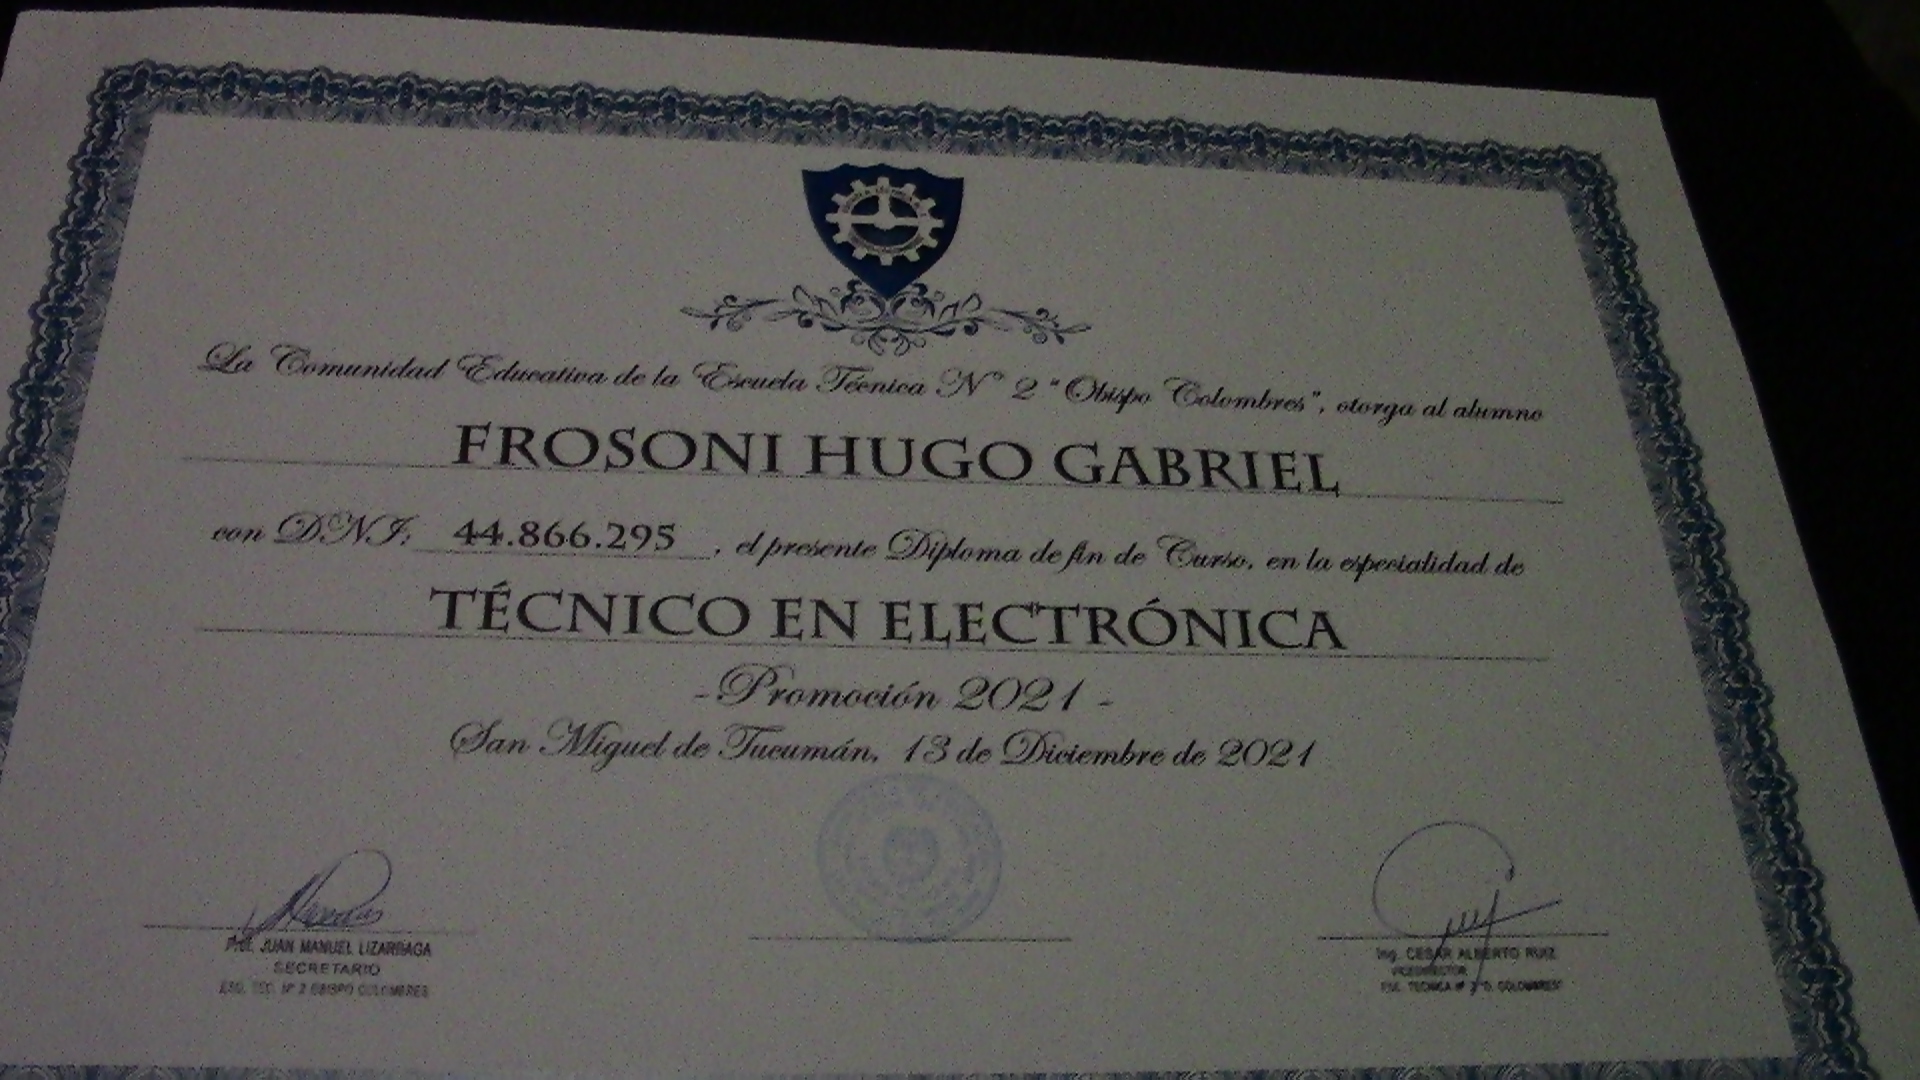 La Comunidad Educativa de la Escuela Técnica N° 2 "Obispo Colombres", otorga al alumno
FROSONI HUGO GABRIEL
con DNI: 44.866.295, el presente Diploma de fin de Curso, en la especialidad de
TÉCNICO EN ELECTRÓNICA
-Promoción 2021 -
San Miguel de Tucumán, 13 de Diciembre de 2021
Prof. JUAN MANUEL LIZARRAGA
SECRETARIO
ESC. TEC. Nº 2 OBISPO COLOMBRES
Ing. CESAR ALBERTO RUIZ
VICEDIRECTOR
ESC. TECNICA Nº 2 "O. COLOMBRES"